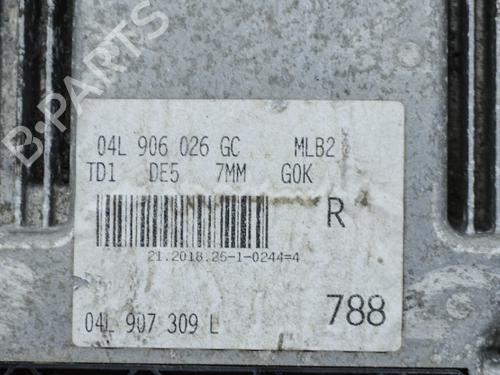 04L 906 026 GC MLB2
TD1 DE5 7MM G0K
R
21.2018.26-1-0244=4
04L 907 309 L
788